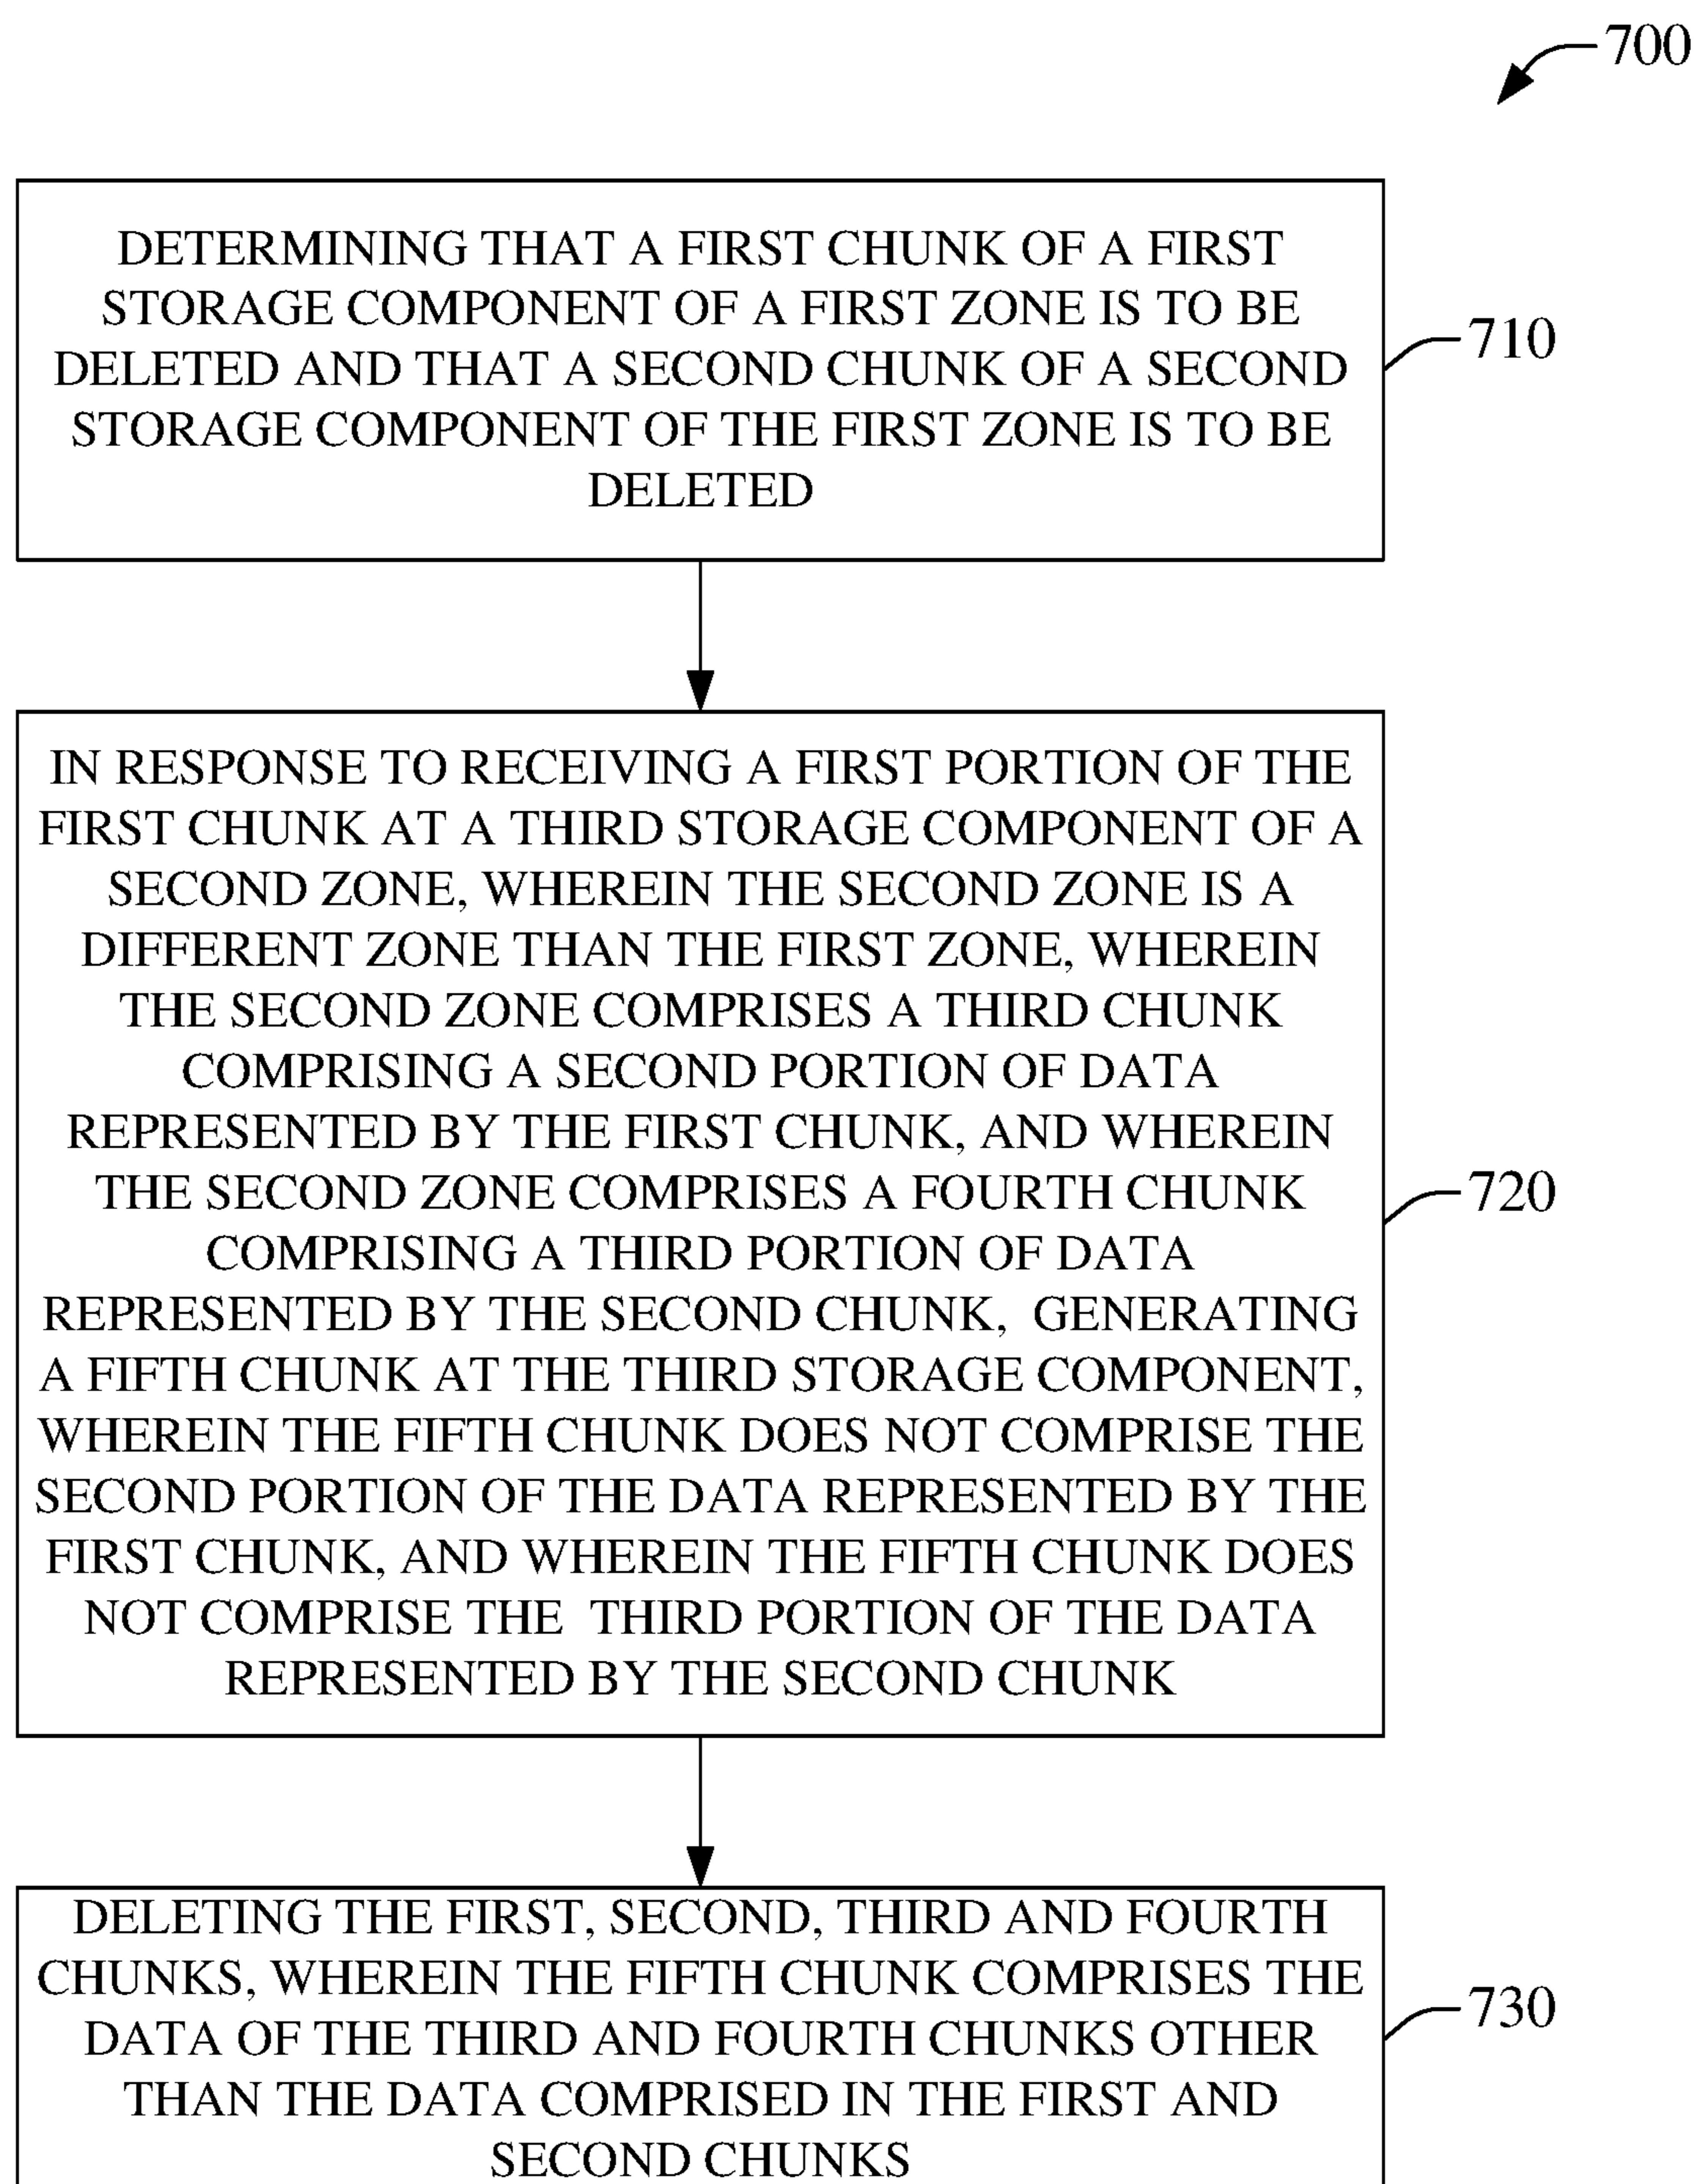 700
DETERMINING THAT A FIRST CHUNK OF A FIRST
STORAGE COMPONENT OF A FIRST ZONE IS TO BE
DELETED AND THAT A SECOND CHUNK OF A SECOND
STORAGE COMPONENT OF THE FIRST ZONE IS TO BE
DELETED
710
IN RESPONSE TO RECEIVING A FIRST PORTION OF THE
FIRST CHUNK AT A THIRD STORAGE COMPONENT OF A
SECOND ZONE, WHEREIN THE SECOND ZONE IS A
DIFFERENT ZONE THAN THE FIRST ZONE, WHEREIN
THE SECOND ZONE COMPRISES A THIRD CHUNK
COMPRISING A SECOND PORTION OF DATA
REPRESENTED BY THE FIRST CHUNK, AND WHEREIN
THE SECOND ZONE COMPRISES A FOURTH CHUNK
COMPRISING A THIRD PORTION OF DATA
REPRESENTED BY THE SECOND CHUNK, GENERATING
A FIFTH CHUNK AT THE THIRD STORAGE COMPONENT,
WHEREIN THE FIFTH CHUNK DOES NOT COMPRISE THE
SECOND PORTION OF THE DATA REPRESENTED BY THE
FIRST CHUNK, AND WHEREIN THE FIFTH CHUNK DOES
NOT COMPRISE THE THIRD PORTION OF THE DATA
REPRESENTED BY THE SECOND CHUNK
720
DELETING THE FIRST, SECOND, THIRD AND FOURTH
CHUNKS, WHEREIN THE FIFTH CHUNK COMPRISES THE
DATA OF THE THIRD AND FOURTH CHUNKS OTHER
THAN THE DATA COMPRISED IN THE FIRST AND
SECOND CHUNKS
730